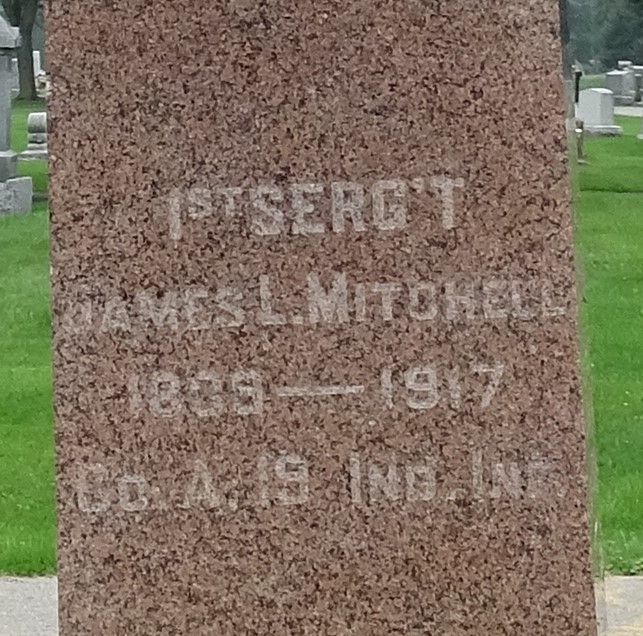 1ST SERG'T
JAMES L. MITCHELL
1839 — 1917
CO. A, 19 IND. INF.